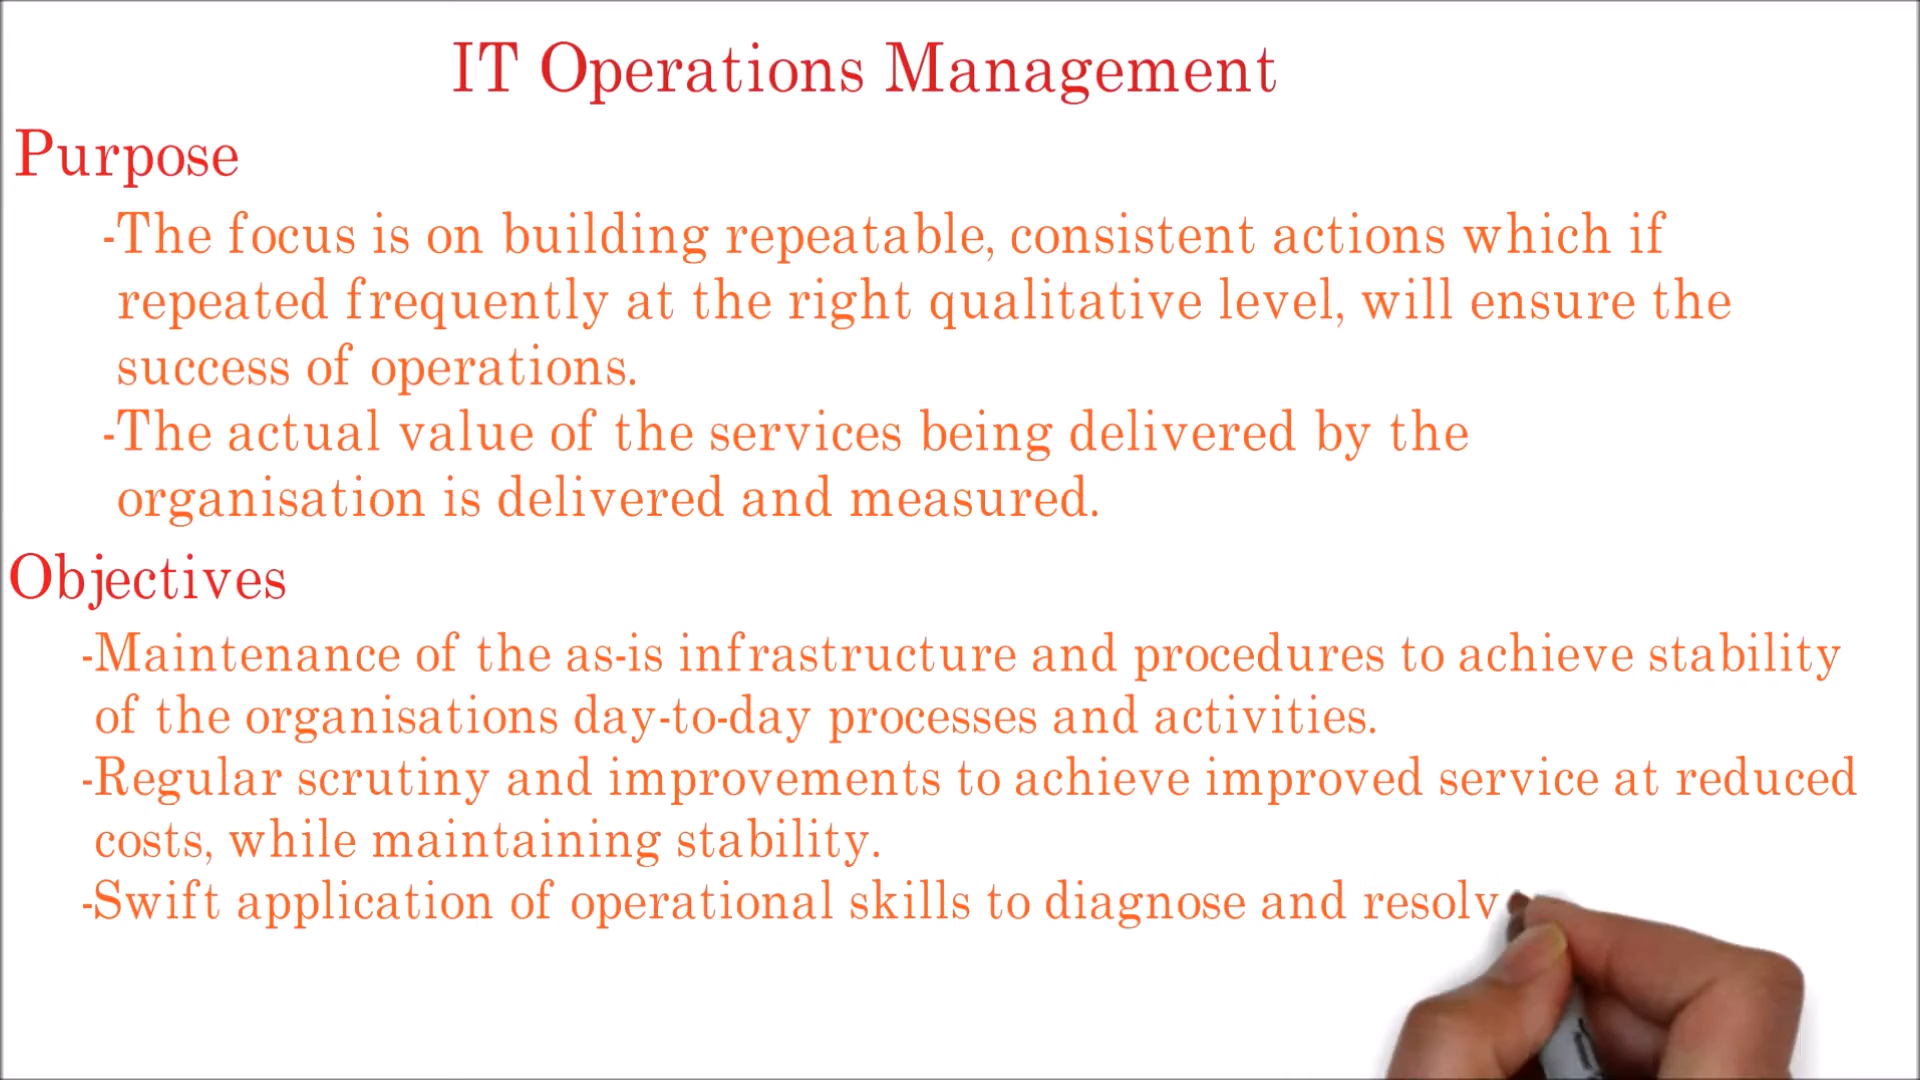 IT Operations Management
Purpose
-The focus is on building repeatable, consistent actions which if
repeated frequently at the right qualitative level, will ensure the
success of operations.
-The actual value of the services being delivered by the
organisation is delivered and measured.
Objectives
-Maintenance of the as-is infrastructure and procedures to achieve stability
of the organisations day-to-day processes and activities.
-Regular scrutiny and improvements to achieve improved service at reduced
costs, while maintaining stability.
-Swift application of operational skills to diagnose and resolv